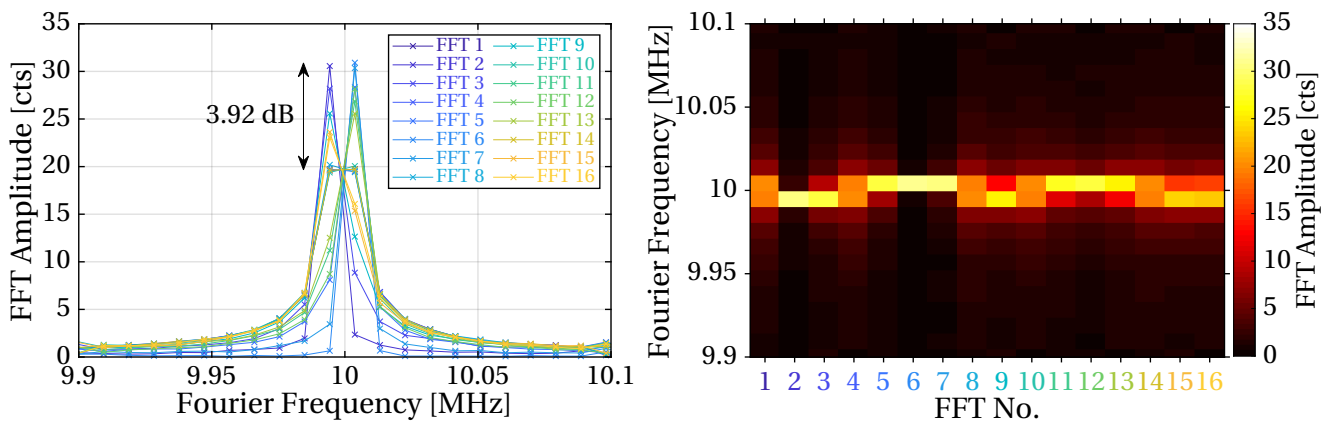 35
30
25
20
15
10
5
0
FFT Amplitude [cts]
3.92 dB
FFT 1
FFT 2
FFT 3
FFT 4
FFT 5
FFT 6
FFT 7
FFT 8
FFT 9
FFT 10
FFT 11
FFT 12
FFT 13
FFT 14
FFT 15
FFT 16
9.9 9.95 10 10.05 10.1
Fourier Frequency [MHz]
10.1
10.05
10
9.95
9.9
Fourier Frequency [MHz]
1 2 3 4 5 6 7 8 9 10 11 12 13 14 15 16
FFT No.
35
30
25
20
15
10
5
0
FFT Amplitude [cts]